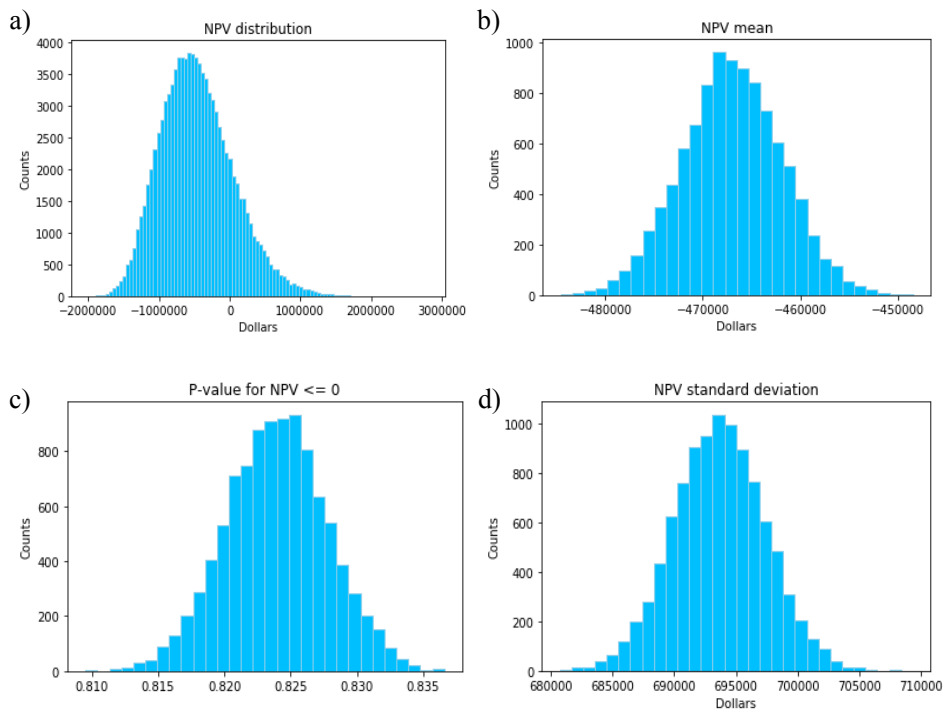 a)
NPV distribution
4000
3500
3000
2500
2000
1500
1000
500
0
Counts
−2000000 −1000000 0 1000000 2000000 3000000
Dollars
b)
NPV mean
1000
800
600
400
200
0
Counts
−480000 −470000 −460000 −450000
Dollars
c)
P-value for NPV <= 0
800
600
400
200
0
Counts
0.810 0.815 0.820 0.825 0.830 0.835
d)
NPV standard deviation
1000
800
600
400
200
0
Counts
680000 685000 690000 695000 700000 705000 710000
Dollars